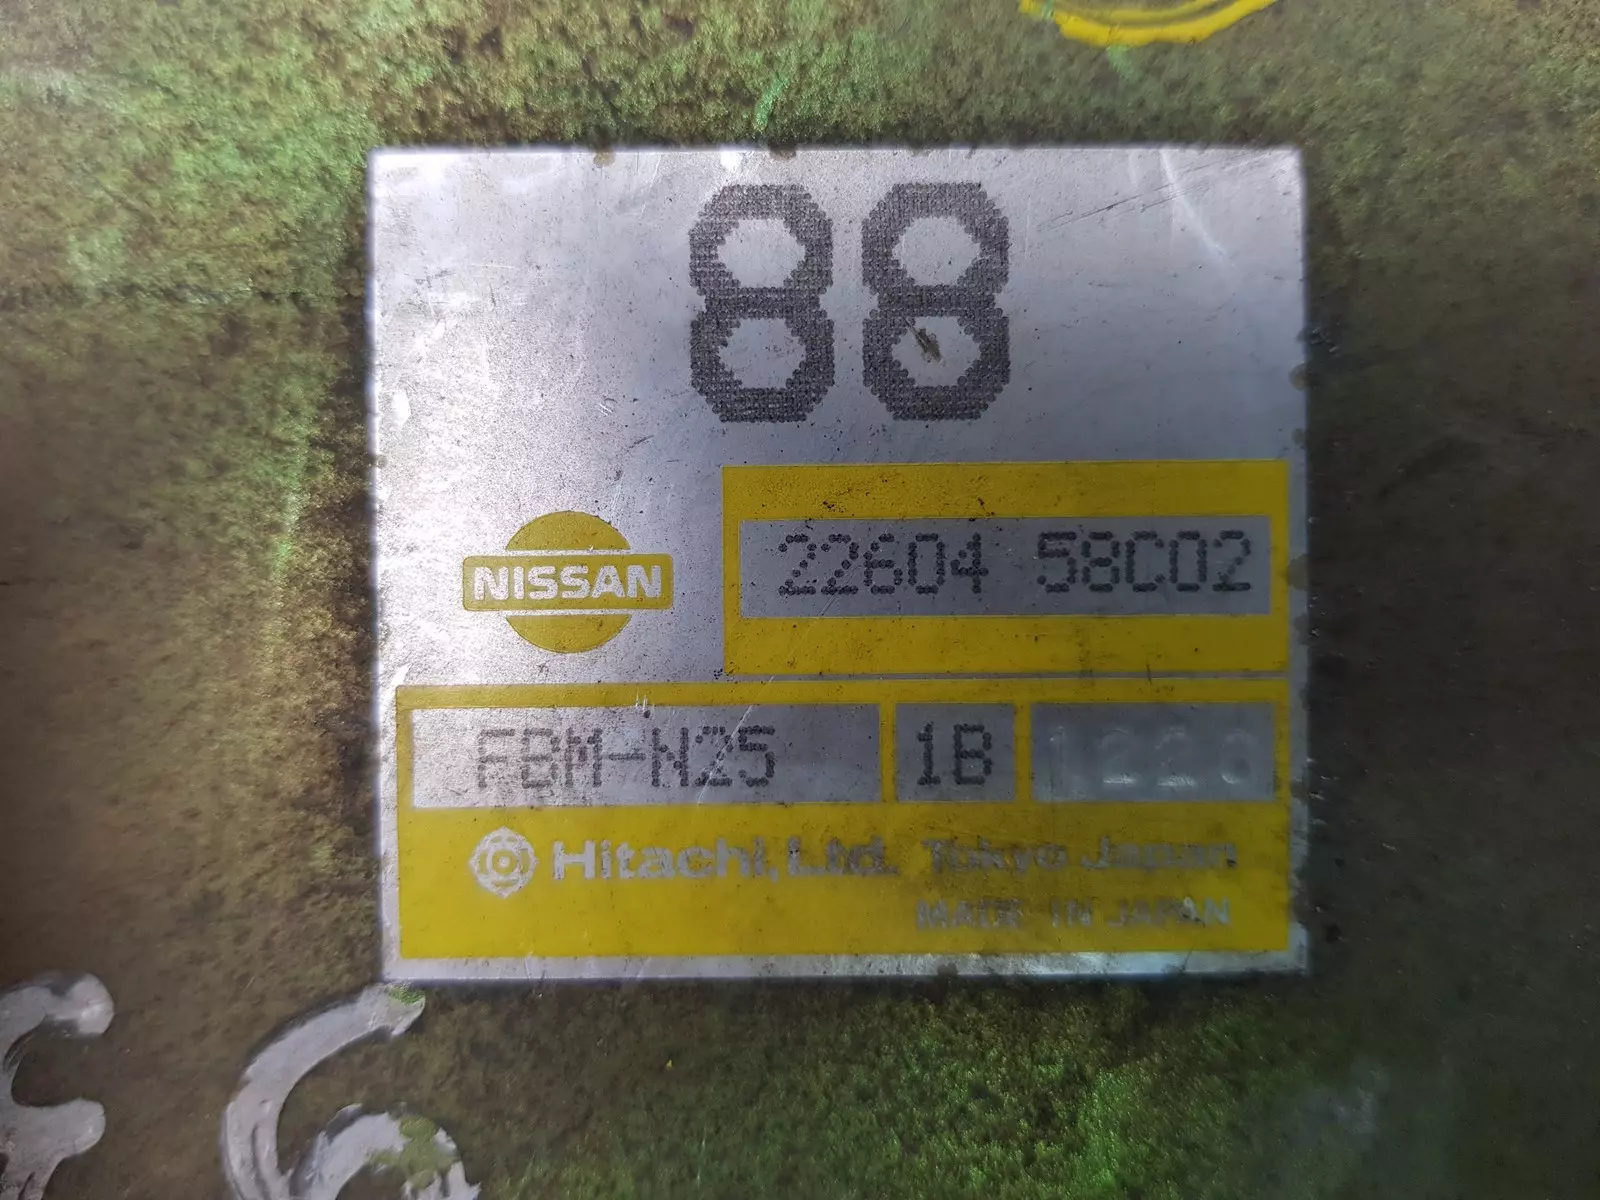 88
NISSAN
22604 58C02
FBM-N25 1B
Hitachi, Ltd. Tokyo Japan
MADE IN JAPAN